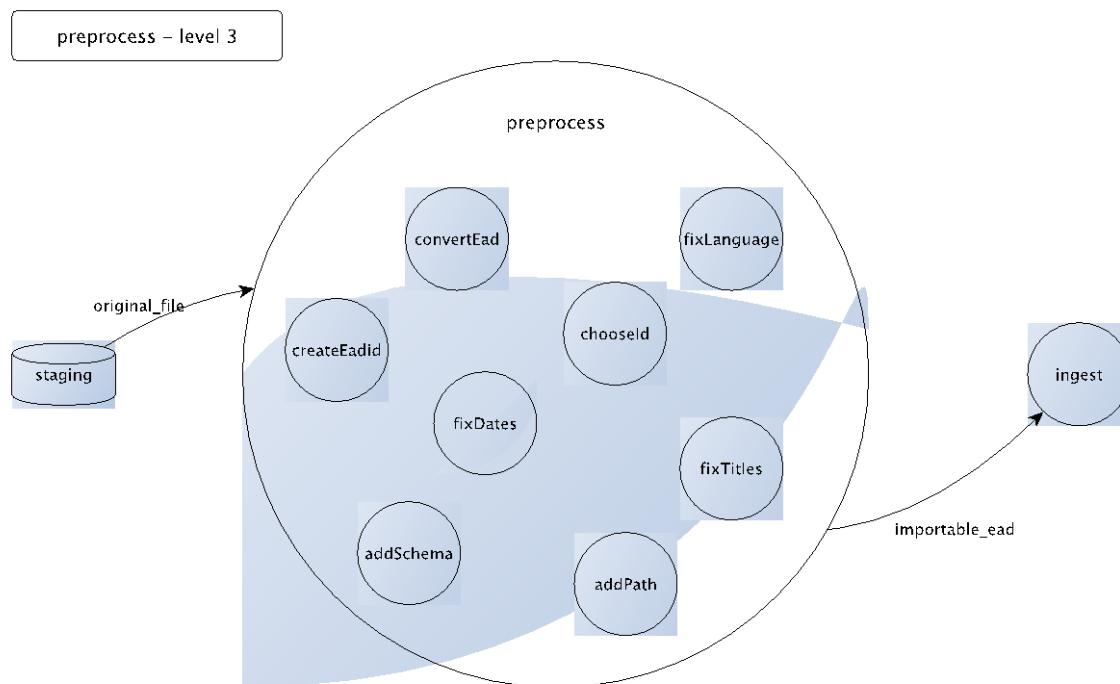 preprocess – level 3
preprocess
convertEad
fixLanguage
original_file
chooseId
createEadid
staging
ingest
fixDates
fixTitles
importable_ead
addSchema
addPath